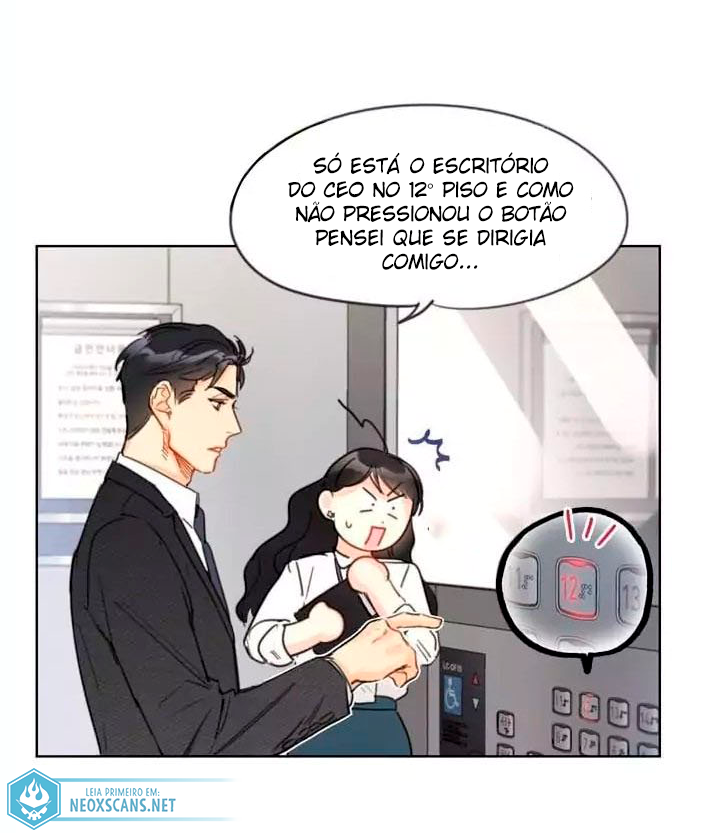 SÓ ESTÁ O ESCRITÓRIO
DO CEO NO 12° PISO E COMO
NÃO PRESSIONOU O BOTÃO
PENSEI QUE SE DIRIGIA
COMIGO...
12
13
LEIA PRIMEIRO EM:
NEOXSCANS.NET